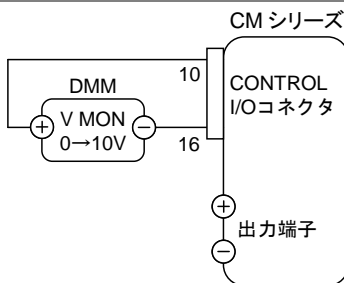 CM シリーズ
10
DMM
CONTROL
I/Oコネクタ
+
V MON
0→10V
−
16
+
出力端子
−